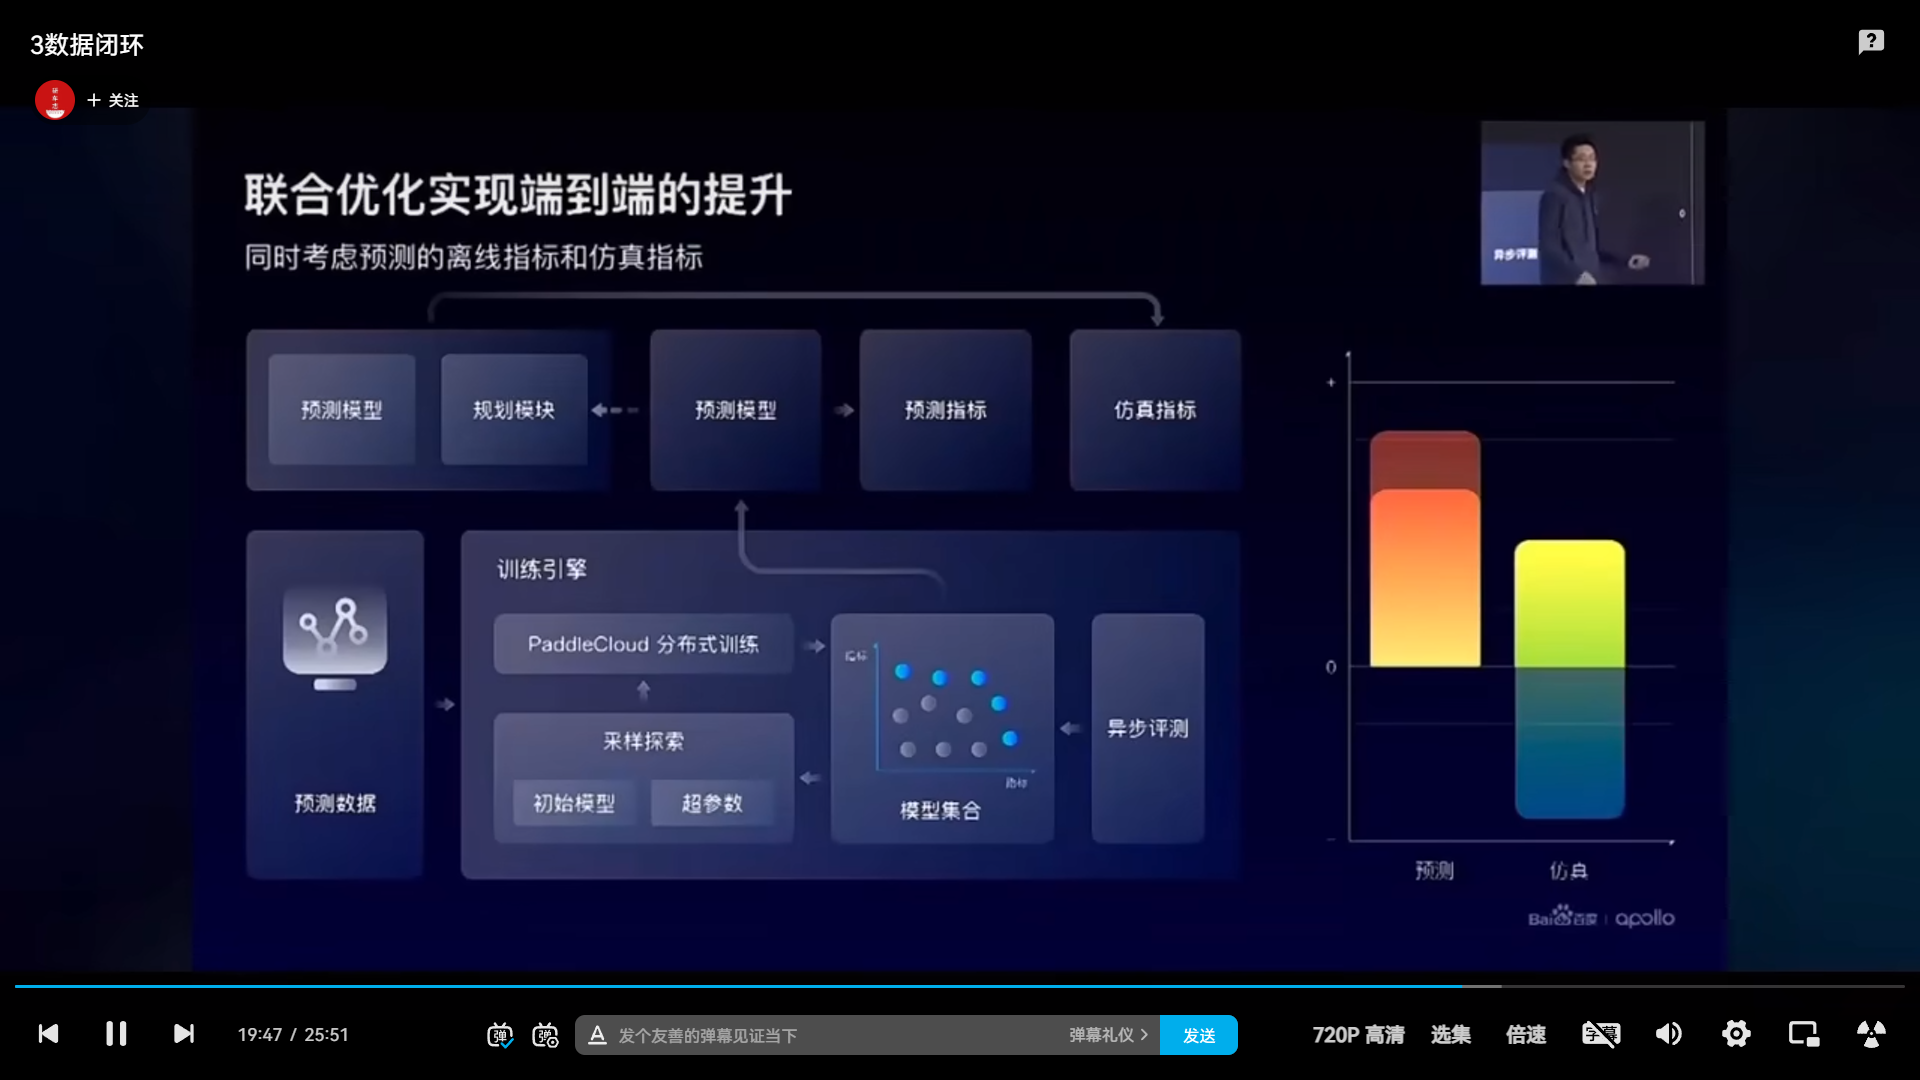 3数据闭环
+ 关注
联合优化实现端到端的提升
同时考虑预测的离线指标和仿真指标
异步评测
预测模型
规划模块
预测模型
预测指标
仿真指标
+
0
预测
仿真
训练引擎
PaddleCloud 分布式训练
采样探索
初始模型
超参数
指标
指标
模型集合
异步评测
预测数据
Bai百度 | apollo
19:47 / 25:51
弹
弹
A 发个友善的弹幕见证当下
弹幕礼仪 >
发送
720P 高清
选集
倍速
字幕